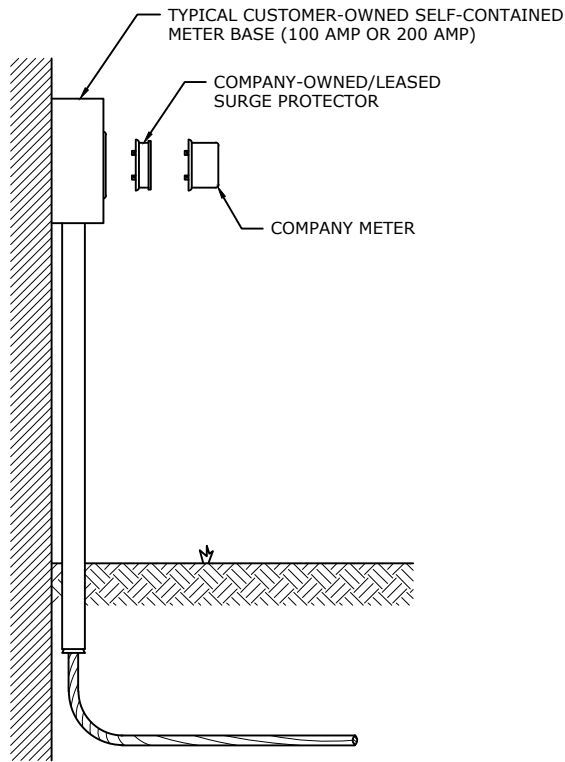 TYPICAL CUSTOMER-OWNED SELF-CONTAINED
METER BASE (100 AMP OR 200 AMP)
COMPANY-OWNED/LEASED
SURGE PROTECTOR
COMPANY METER